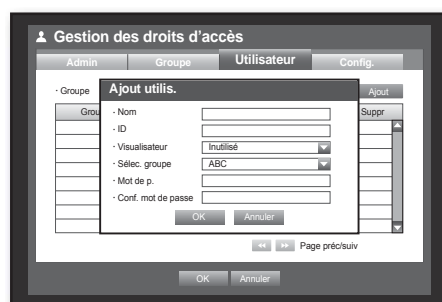 Gestion des droits d'accès
Admin Groupe Utilisateur Config.
· Groupe Ajout
Grou Suppr
Ajout utilis.
· Nom
· ID
· Visualisateur Inutilisé
· Sélec. groupe ABC
· Mot de p.
· Conf. mot de passe
OK Annuler
Page préc/suiv
OK Annuler